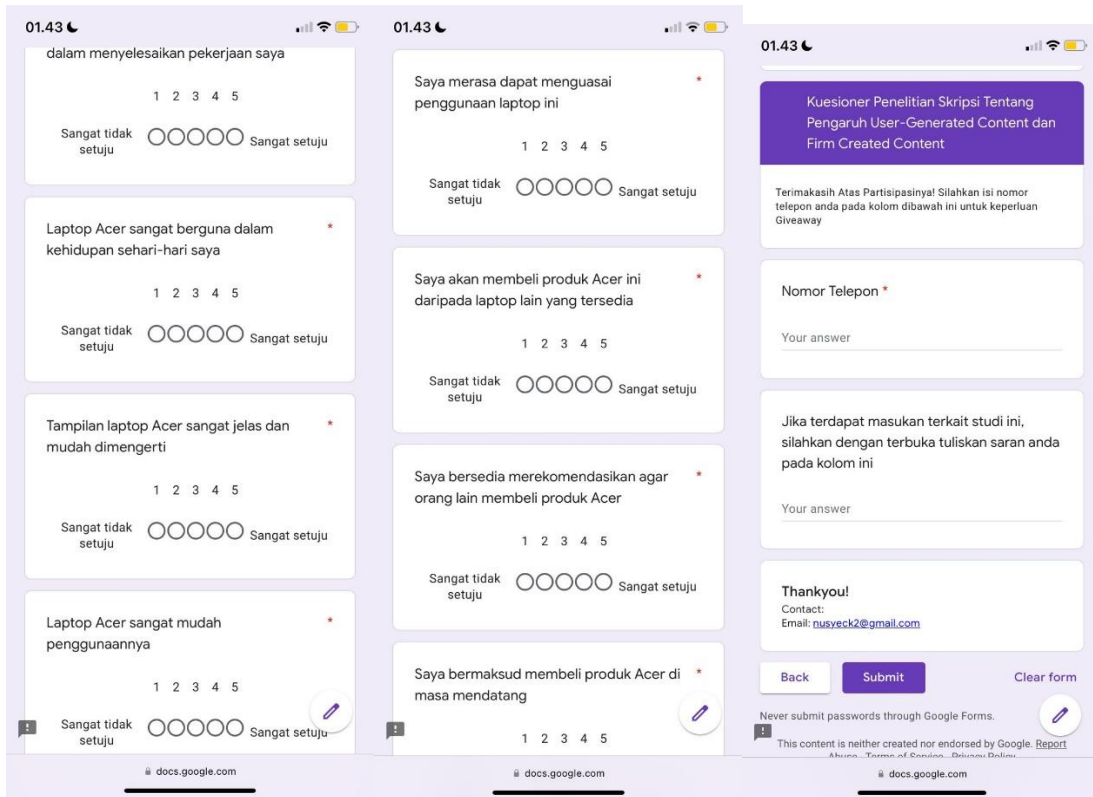 01.43
dalam menyelesaikan pekerjaan saya
1 2 3 4 5
Sangat tidak
setuju
Sangat setuju
Laptop Acer sangat berguna dalam *
kehidupan sehari-hari saya
1 2 3 4 5
Sangat tidak
setuju
Sangat setuju
Tampilan laptop Acer sangat jelas dan *
mudah dimengerti
1 2 3 4 5
Sangat tidak
setuju
Sangat setuju
Laptop Acer sangat mudah *
penggunaannya
1 2 3 4 5
Sangat tidak
setuju
Sangat setuju
docs.google.com
01.43
Saya merasa dapat menguasai *
penggunaan laptop ini
1 2 3 4 5
Sangat tidak
setuju
Sangat setuju
Saya akan membeli produk Acer ini *
daripada laptop lain yang tersedia
1 2 3 4 5
Sangat tidak
setuju
Sangat setuju
Saya bersedia merekomendasikan agar *
orang lain membeli produk Acer
1 2 3 4 5
Sangat tidak
setuju
Sangat setuju
Saya bermaksud membeli produk Acer di *
masa mendatang
1 2 3 4 5
docs.google.com
01.43
Kuesioner Penelitian Skripsi Tentang
Pengaruh User-Generated Content dan
Firm Created Content
Terimakasih Atas Partisipasinya! Silahkan isi nomor
telepon anda pada kolom dibawah ini untuk keperluan
Giveaway
Nomor Telepon *
Your answer
Jika terdapat masukan terkait studi ini,
silahkan dengan terbuka tuliskan saran anda
pada kolom ini
Your answer
Thankyou!
Contact:
Email: nusyeck2@gmail.com
Back Submit Clear form
Never submit passwords through Google Forms.
This content is neither created nor endorsed by Google. Report
Abuse - Terms of Service - Privacy Policy
docs.google.com